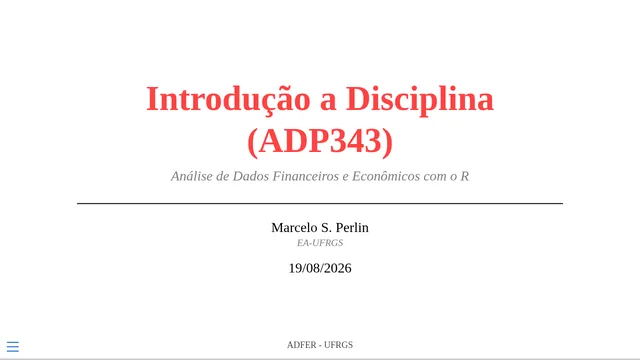 Introdução a Disciplina
(ADP343)
Análise de Dados Financeiros e Econômicos com o R
Marcelo S. Perlin
EA-UFRGS
19/08/2026
ADFER - UFRGS